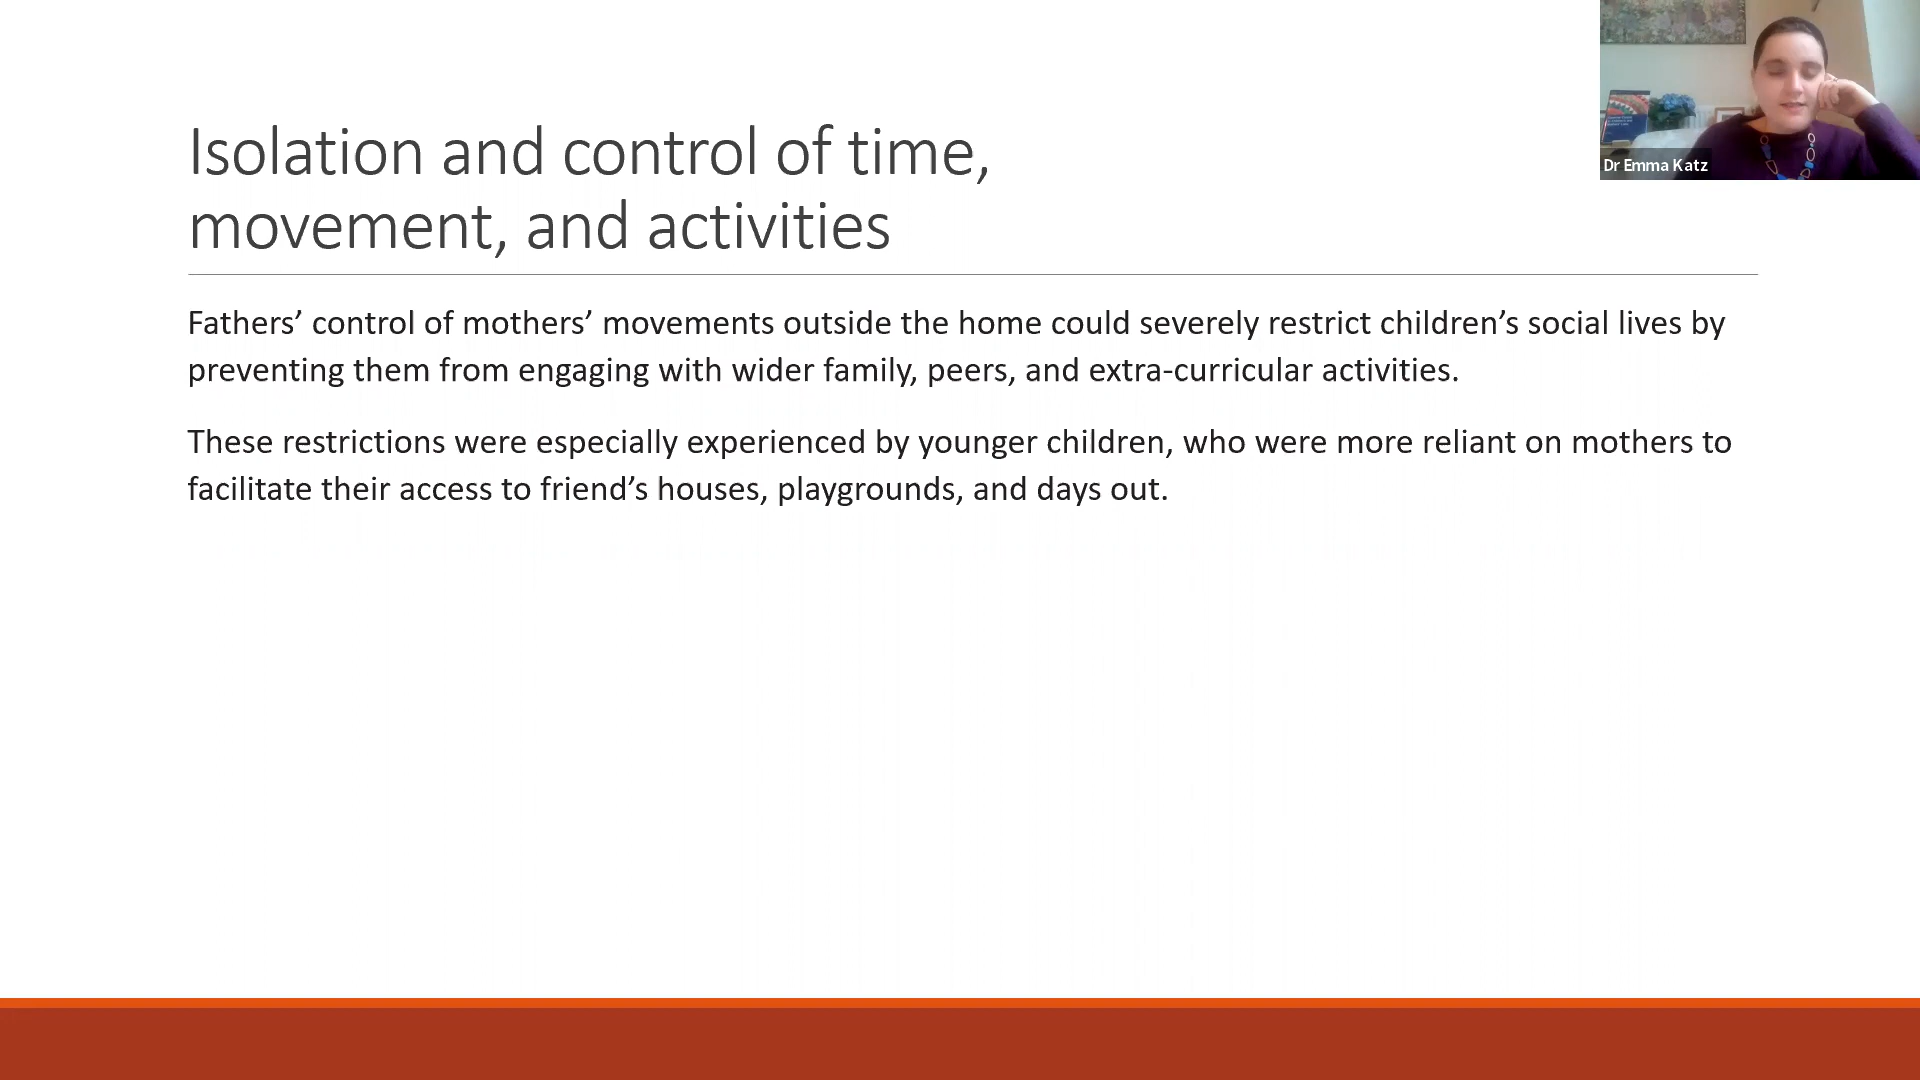 Isolation and control of time,
movement, and activities
Fathers’ control of mothers’ movements outside the home could severely restrict children’s social lives by
preventing them from engaging with wider family, peers, and extra-curricular activities.
These restrictions were especially experienced by younger children, who were more reliant on mothers to
facilitate their access to friend’s houses, playgrounds, and days out.
Dr Emma Katz